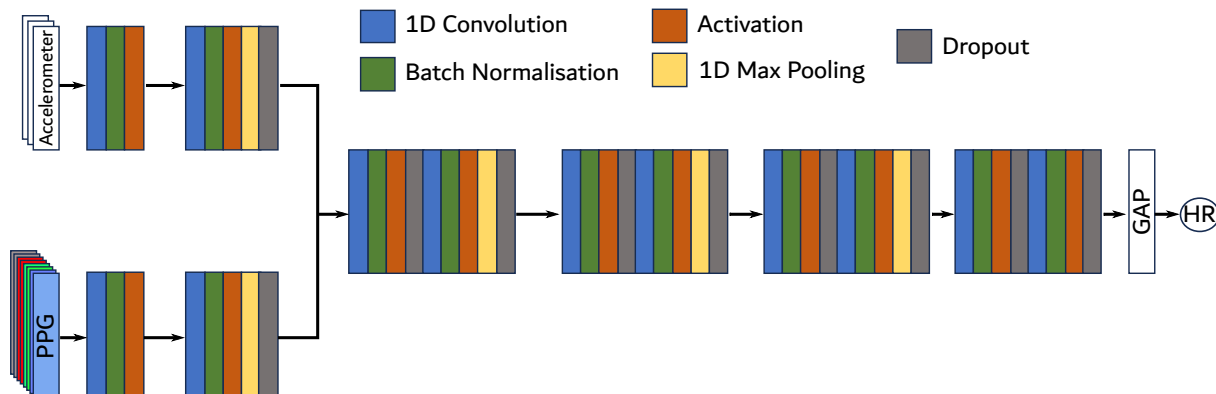 Accelerometer
1D Convolution
Activation
Dropout
Batch Normalisation
1D Max Pooling
GAP
HR
PPG